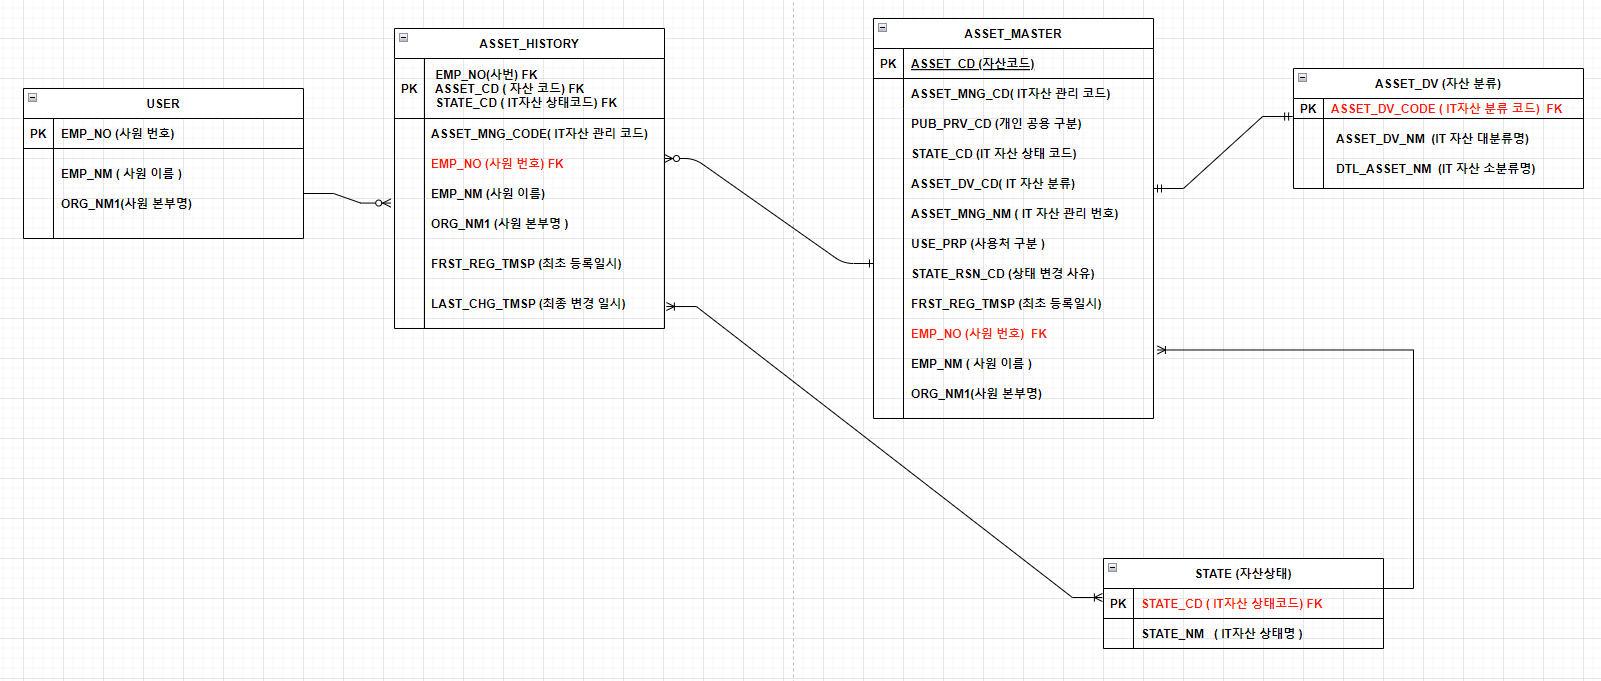 USER
PK EMP_NO (사원 번호)
EMP_NM ( 사원 이름 )
ORG_NM1(사원 본부명)
ASSET_HISTORY
EMP_NO(사번) FK
PK ASSET_CD ( 자산 코드) FK
STATE_CD ( IT자산 상태코드) FK
ASSET_MNG_CODE( IT자산 관리 코드)
EMP_NO (사원 번호) FK
EMP_NM (사원 이름)
ORG_NM1 (사원 본부명 )
FRST_REG_TMSP (최초 등록일시)
LAST_CHG_TMSP (최종 변경 일시)
ASSET_MASTER
PK ASSET_CD (자산코드)
ASSET_MNG_CD( IT자산 관리 코드)
PUB_PRV_CD (개인 공용 구분)
STATE_CD (IT 자산 상태 코드)
ASSET_DV_CD( IT 자산 분류)
ASSET_MNG_NM ( IT 자산 관리 번호)
USE_PRP (사용처 구분 )
STATE_RSN_CD (상태 변경 사유)
FRST_REG_TMSP (최초 등록일시)
EMP_NO (사원 번호) FK
EMP_NM ( 사원 이름 )
ORG_NM1(사원 본부명)
ASSET_DV (자산 분류)
PK ASSET_DV_CODE ( IT자산 분류 코드) FK
ASSET_DV_NM (IT 자산 대분류명)
DTL_ASSET_NM (IT 자산 소분류명)
STATE (자산상태)
PK STATE_CD ( IT자산 상태코드) FK
STATE_NM ( IT자산 상태명 )